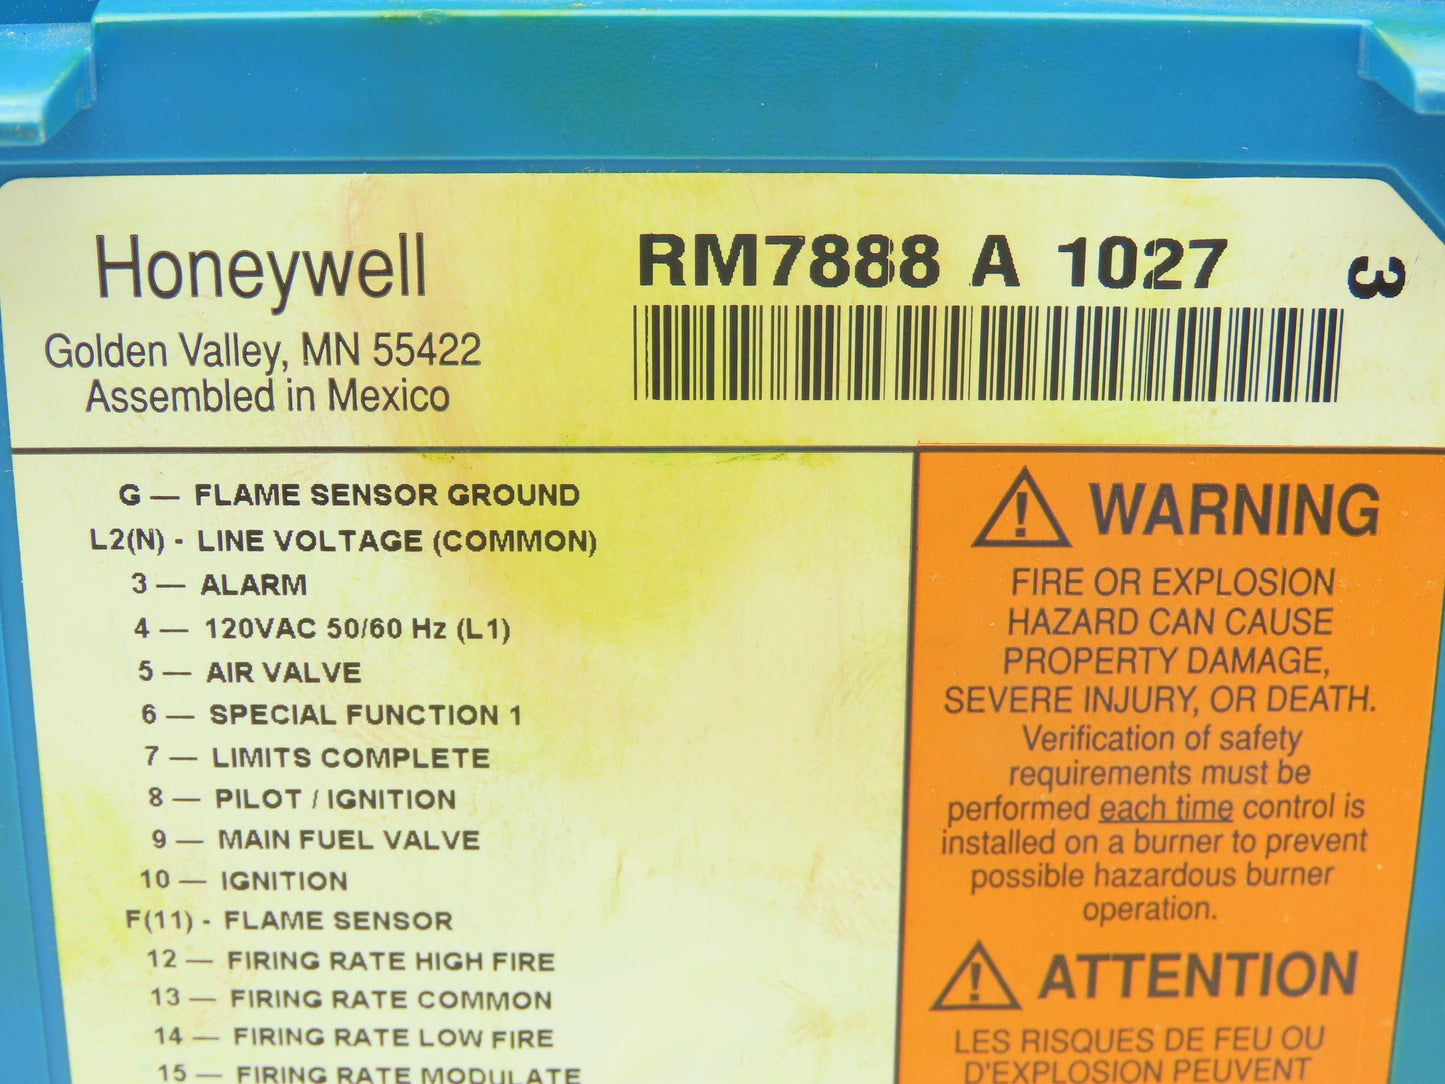 Honeywell
Golden Valley, MN 55422
Assembled in Mexico
RM7888 A 1027
3
G — FLAME SENSOR GROUND
L2(N) - LINE VOLTAGE (COMMON)
3 — ALARM
4 — 120VAC 50/60 Hz (L1)
5 — AIR VALVE
6 — SPECIAL FUNCTION 1
7 — LIMITS COMPLETE
8 — PILOT / IGNITION
9 — MAIN FUEL VALVE
10 — IGNITION
F(11) - FLAME SENSOR
12 — FIRING RATE HIGH FIRE
13 — FIRING RATE COMMON
14 — FIRING RATE LOW FIRE
15 — FIRING RATE MODULATE
WARNING
FIRE OR EXPLOSION
HAZARD CAN CAUSE
PROPERTY DAMAGE,
SEVERE INJURY, OR DEATH.
Verification of safety
requirements must be
performed each time control is
installed on a burner to prevent
possible hazardous burner
operation.
ATTENTION
LES RISQUES DE FEU OU
D'EXPLOSION PEUVENT